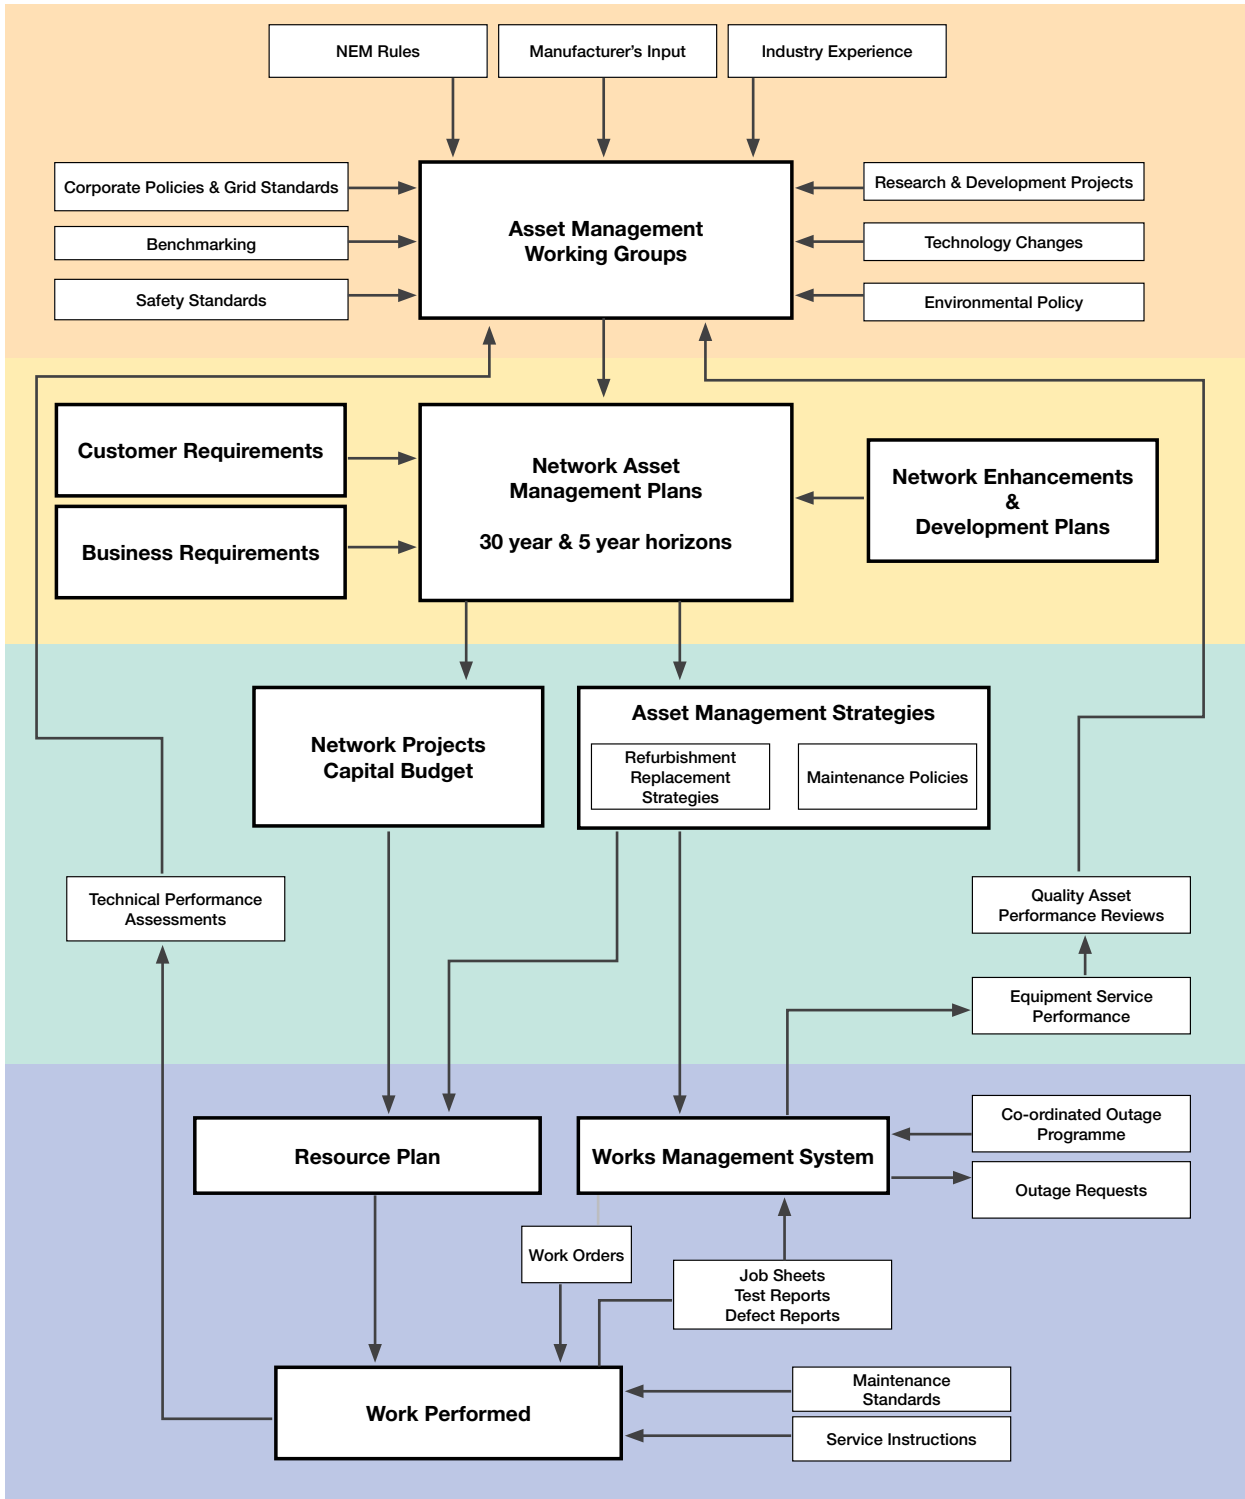 NEM Rules
Manufacturer’s Input
Industry Experience
Corporate Policies & Grid Standards
Benchmarking
Safety Standards
Asset Management
Working Groups
Research & Development Projects
Technology Changes
Environmental Policy
Customer Requirements
Business Requirements
Network Asset
Management Plans
30 year & 5 year horizons
Network Enhancements
&
Development Plans
Network Projects
Capital Budget
Asset Management Strategies
Refurbishment
Replacement
Strategies
Maintenance Policies
Technical Performance
Assessments
Quality Asset
Performance Reviews
Equipment Service
Performance
Resource Plan
Works Management System
Co-ordinated Outage
Programme
Outage Requests
Work Orders
Job Sheets
Test Reports
Defect Reports
Work Performed
Maintenance
Standards
Service Instructions